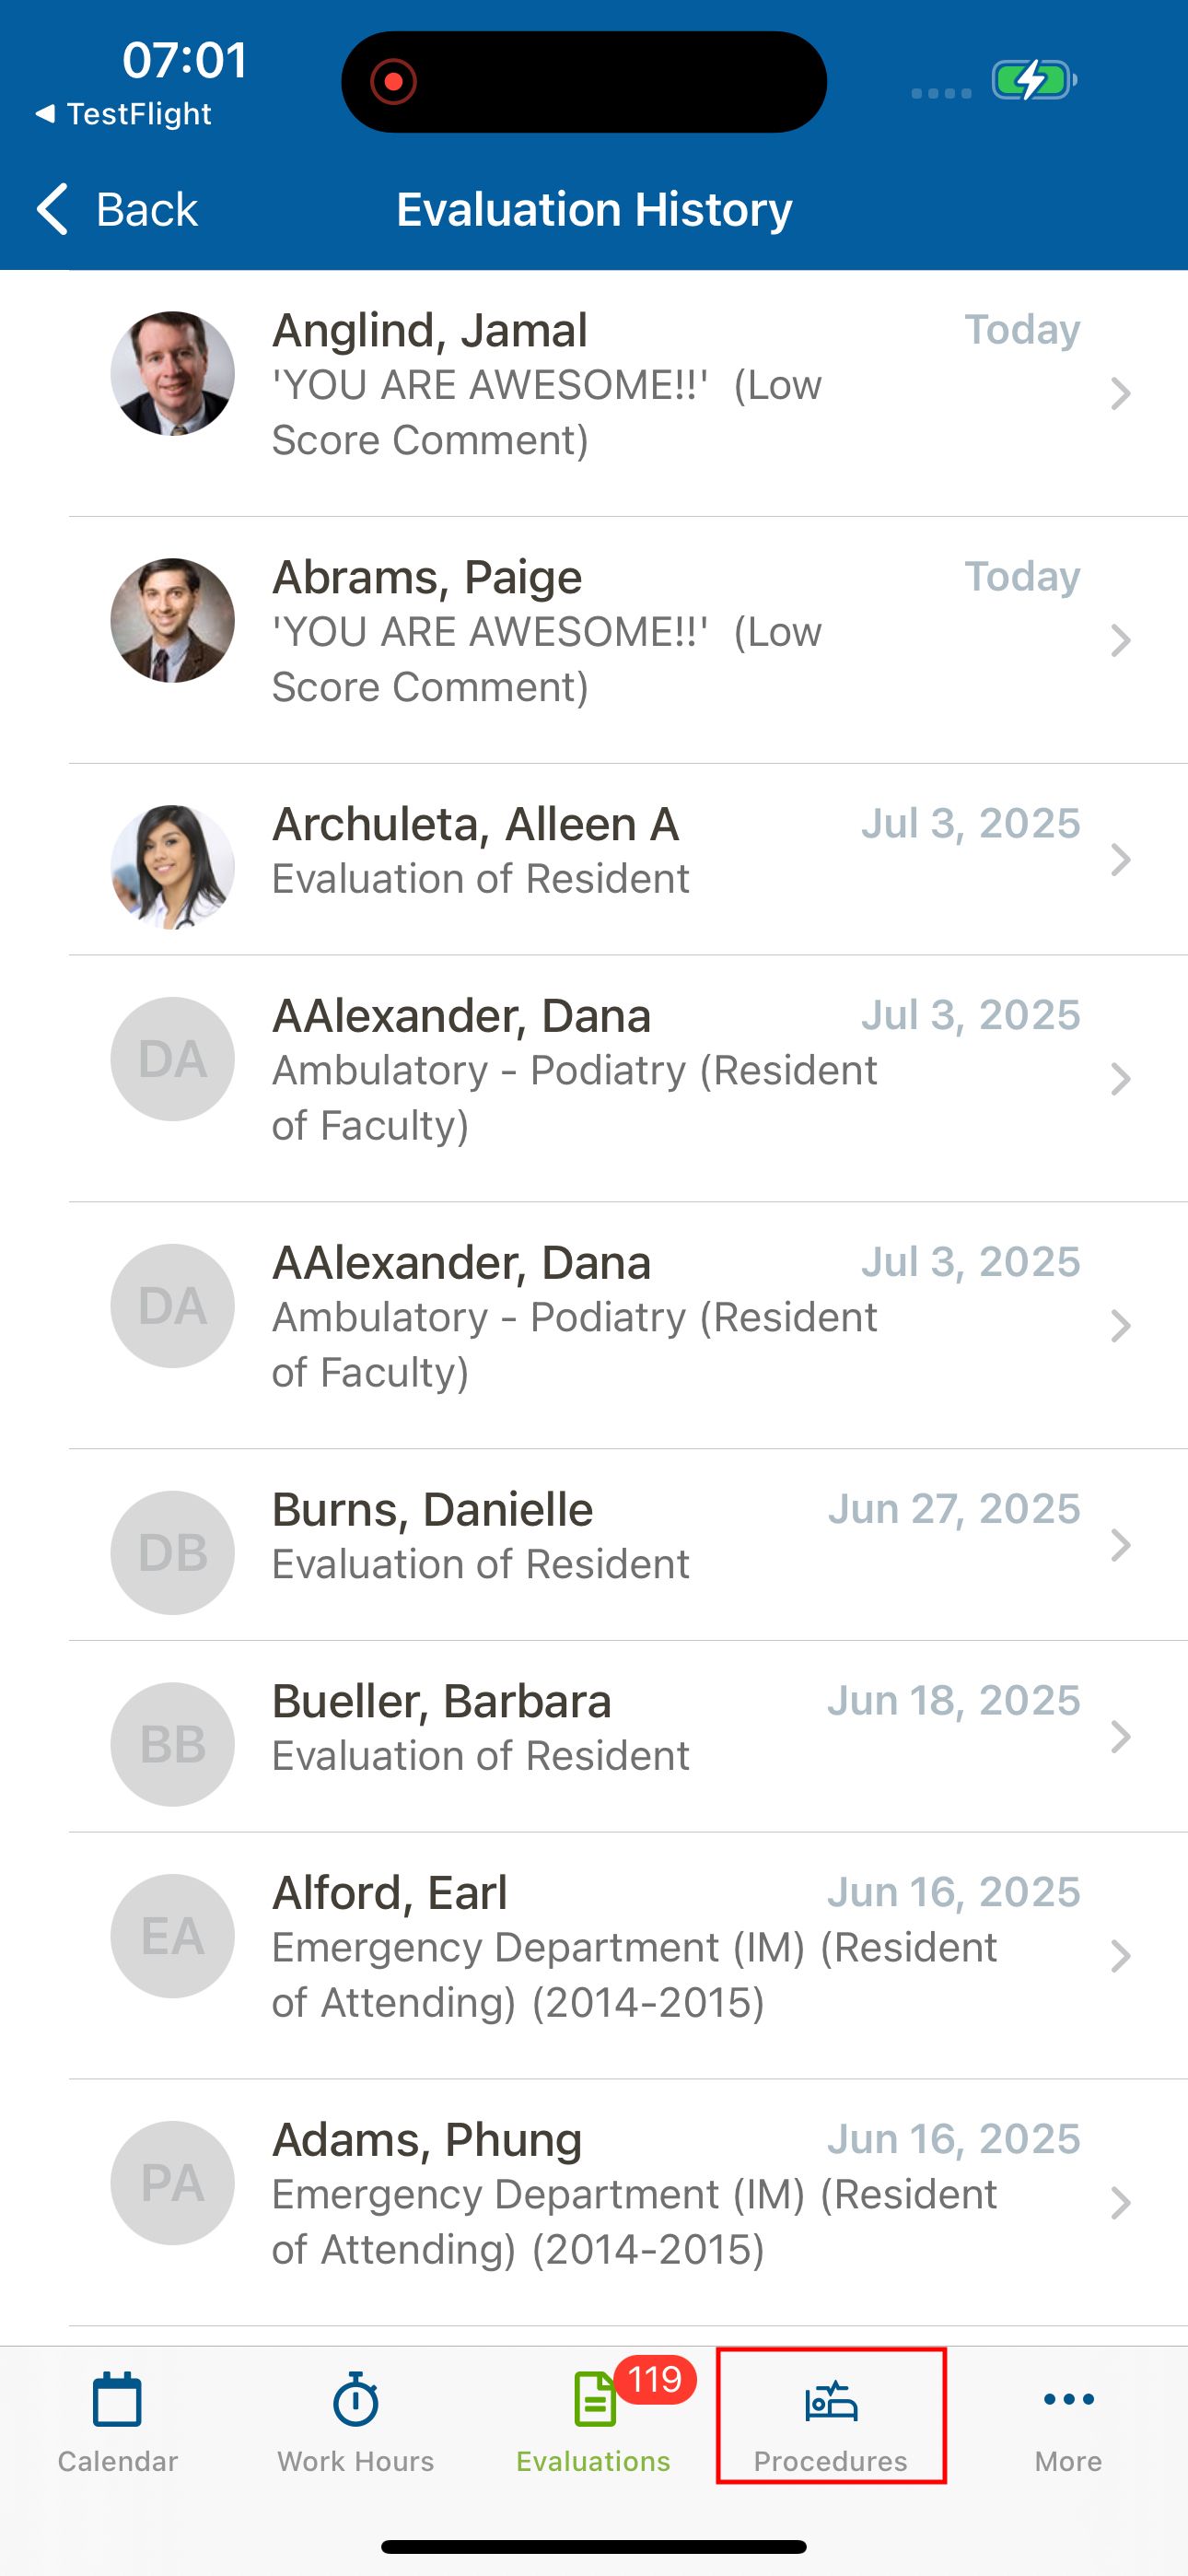 07:01
◀ TestFlight
Back
Evaluation History
Anglind, Jamal
Today
'YOU ARE AWESOME!!'  (Low
Score Comment)
Abrams, Paige
Today
'YOU ARE AWESOME!!'  (Low
Score Comment)
Archuleta, Alleen A
Jul 3, 2025
Evaluation of Resident
DA
AAlexander, Dana
Jul 3, 2025
Ambulatory - Podiatry (Resident
of Faculty)
DA
AAlexander, Dana
Jul 3, 2025
Ambulatory - Podiatry (Resident
of Faculty)
DB
Burns, Danielle
Jun 27, 2025
Evaluation of Resident
BB
Bueller, Barbara
Jun 18, 2025
Evaluation of Resident
EA
Alford, Earl
Jun 16, 2025
Emergency Department (IM) (Resident
of Attending) (2014-2015)
PA
Adams, Phung
Jun 16, 2025
Emergency Department (IM) (Resident
of Attending) (2014-2015)
119
Calendar
Work Hours
Evaluations
Procedures
More